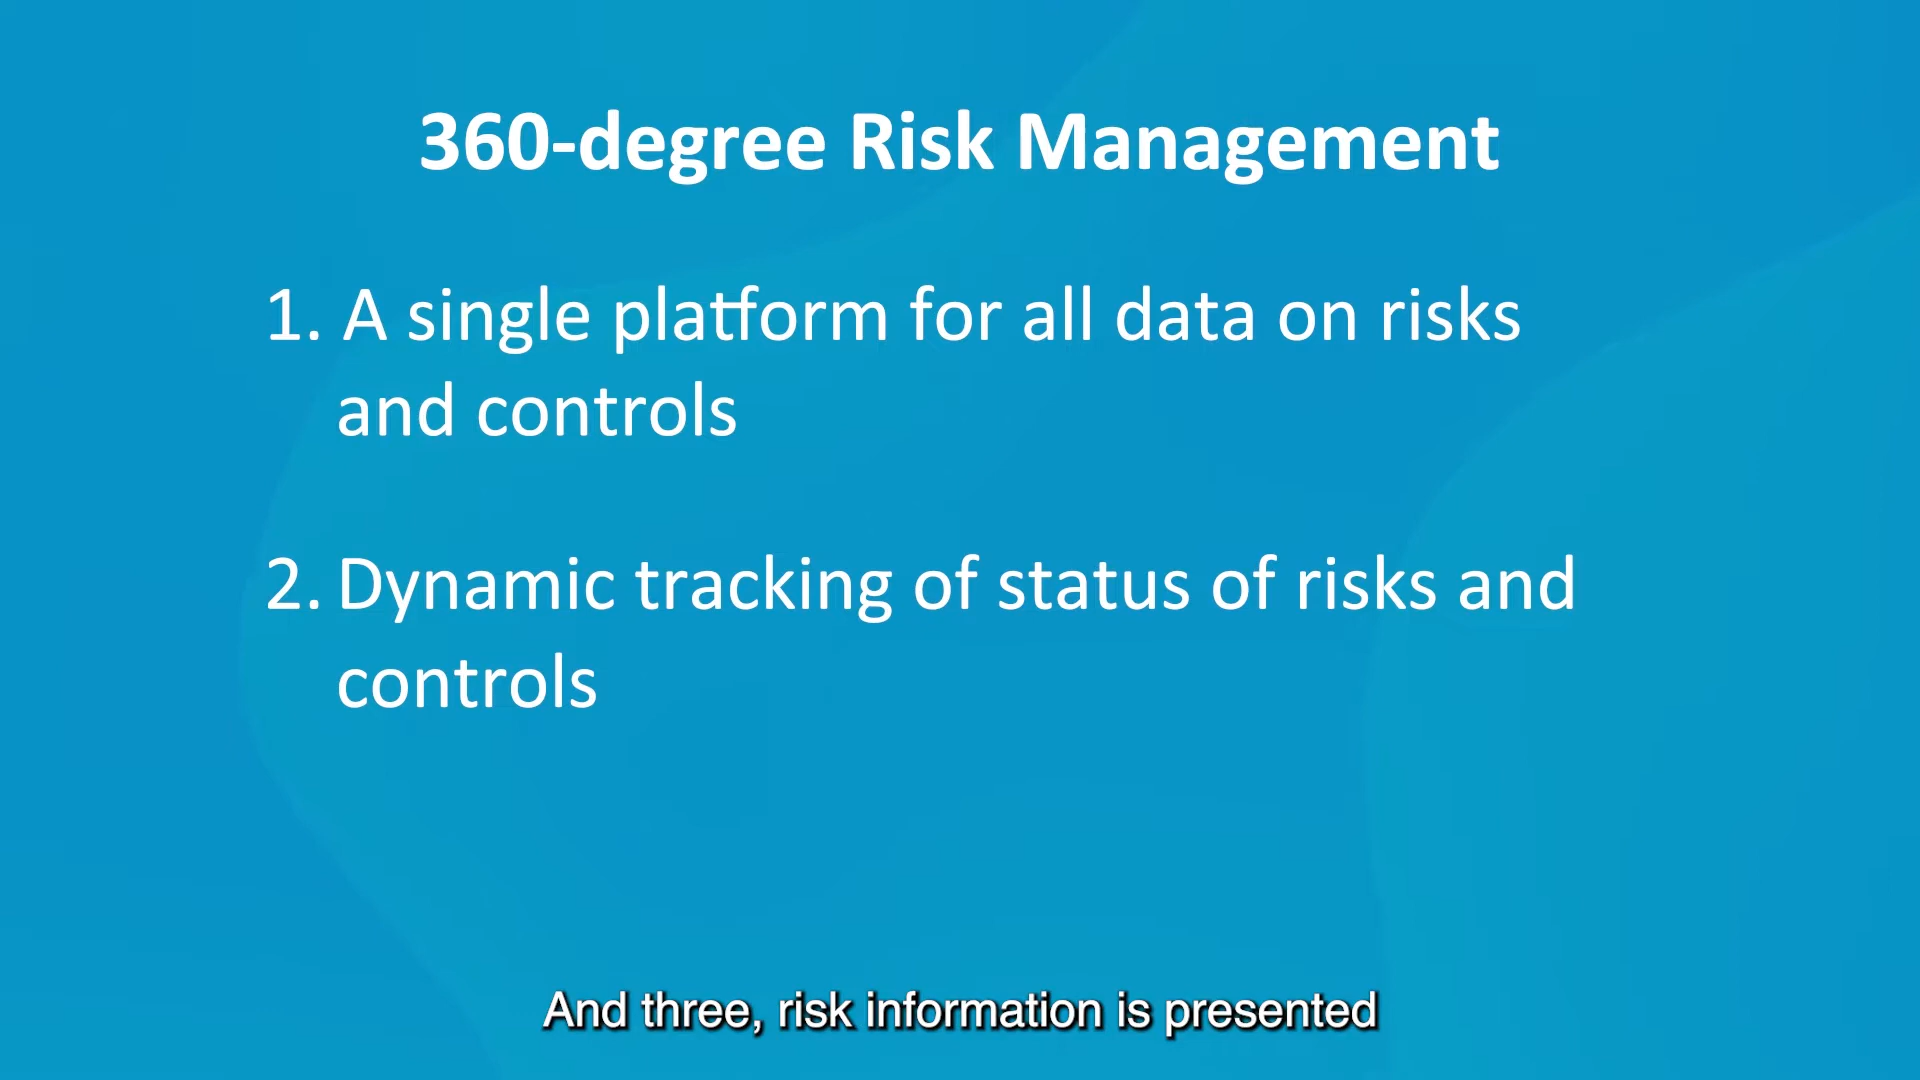 360-degree Risk Management
1. A single platform for all data on risks
and controls
2. Dynamic tracking of status of risks and
controls
And three, risk information is presented